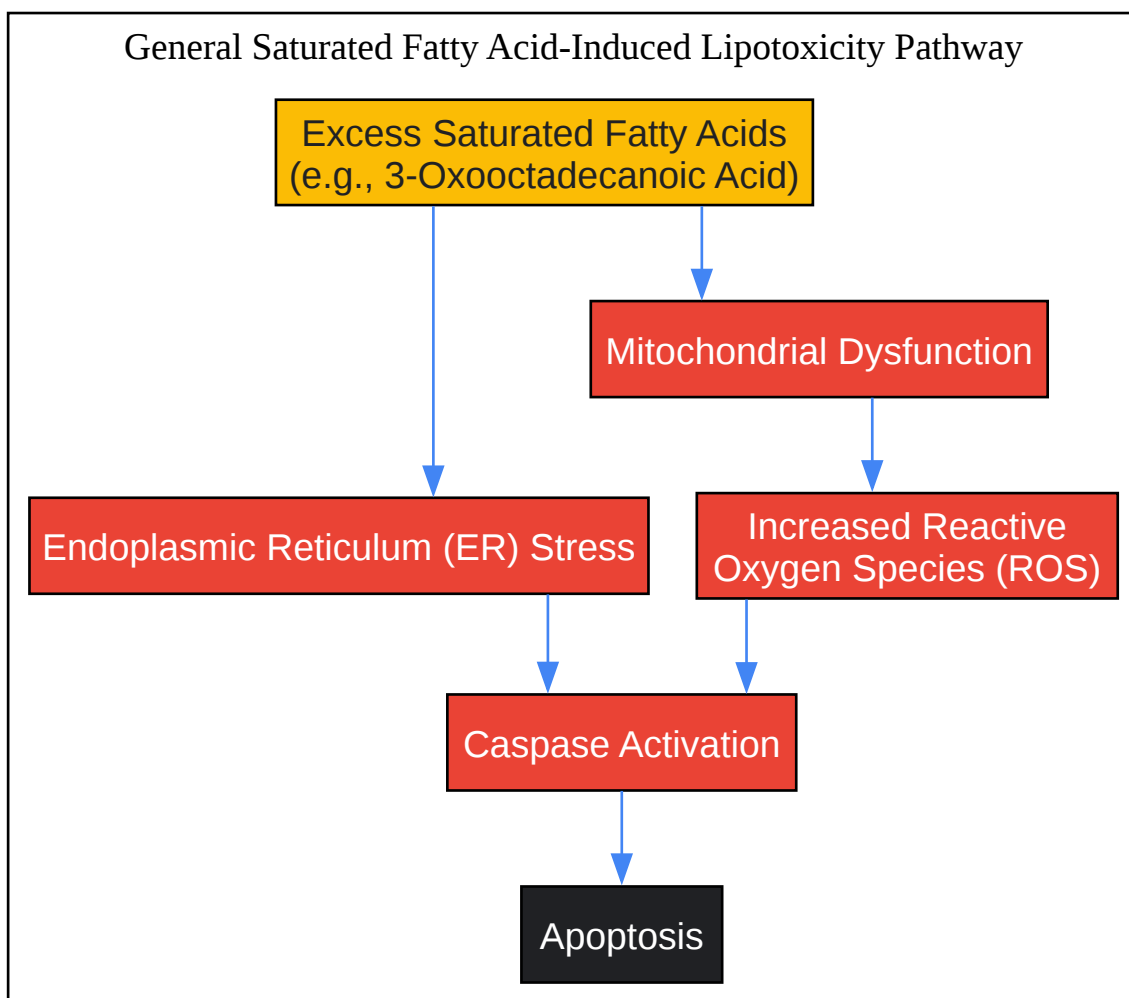 General Saturated Fatty Acid-Induced Lipotoxicity Pathway
Excess Saturated Fatty Acids
(e.g., 3-Oxooctadecanoic Acid)
Mitochondrial Dysfunction
Endoplasmic Reticulum (ER) Stress
Increased Reactive
Oxygen Species (ROS)
Caspase Activation
Apoptosis